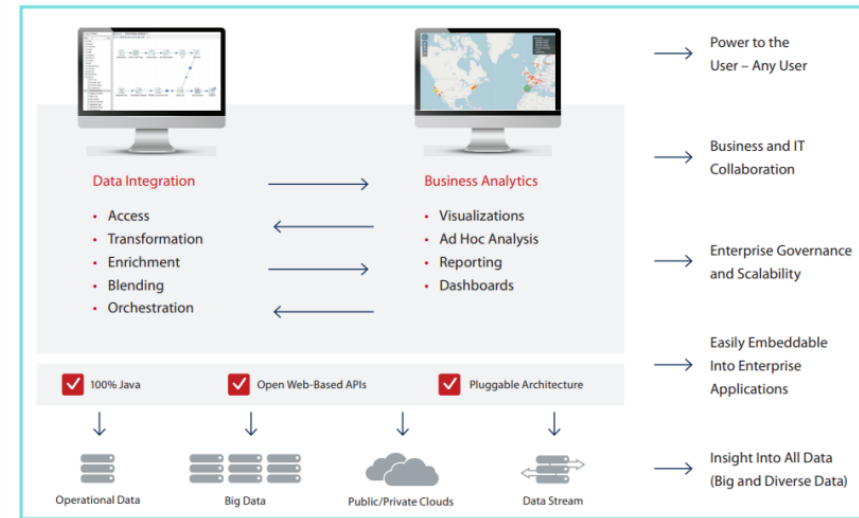 Data Integration
• Access
• Transformation
• Enrichment
• Blending
• Orchestration
Business Analytics
• Visualizations
• Ad Hoc Analysis
• Reporting
• Dashboards
100% Java
Open Web-Based APIs
Pluggable Architecture
Operational Data
Big Data
Public/Private Clouds
Data Stream
Power to the
User – Any User
Business and IT
Collaboration
Enterprise Governance
and Scalability
Easily Embeddable
Into Enterprise
Applications
Insight Into All Data
(Big and Diverse Data)